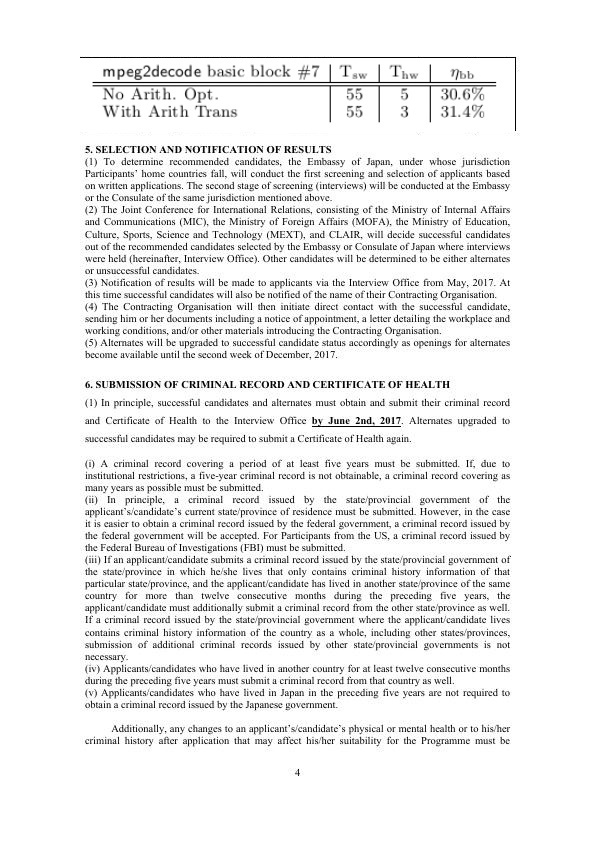 mpeg2decode basic block #7 | Tsw | Thw | ηbb
No Arith. Opt. | 55 | 5 | 30.6%
With Arith Trans | 55 | 3 | 31.4%
5. SELECTION AND NOTIFICATION OF RESULTS
(1) To determine recommended candidates, the Embassy of Japan, under whose jurisdiction
Participants' home countries fall, will conduct the first screening and selection of applicants based
on written applications. The second stage of screening (interviews) will be conducted at the Embassy
or the Consulate of the same jurisdiction mentioned above.
(2) The Joint Conference for International Relations, consisting of the Ministry of Internal Affairs
and Communications (MIC), the Ministry of Foreign Affairs (MOFA), the Ministry of Education,
Culture, Sports, Science and Technology (MEXT), and CLAIR, will decide successful candidates
out of the recommended candidates selected by the Embassy or Consulate of Japan where interviews
were held (hereinafter, Interview Office). Other candidates will be determined to be either alternates
or unsuccessful candidates.
(3) Notification of results will be made to applicants via the Interview Office from May, 2017. At
this time successful candidates will also be notified of the name of their Contracting Organisation.
(4) The Contracting Organisation will then initiate direct contact with the successful candidate,
sending him or her documents including a notice of appointment, a letter detailing the workplace and
working conditions, and/or other materials introducing the Contracting Organisation.
(5) Alternates will be upgraded to successful candidate status accordingly as openings for alternates
become available until the second week of December, 2017.
6. SUBMISSION OF CRIMINAL RECORD AND CERTIFICATE OF HEALTH
(1) In principle, successful candidates and alternates must obtain and submit their criminal record
and Certificate of Health to the Interview Office by June 2nd, 2017. Alternates upgraded to
successful candidates may be required to submit a Certificate of Health again.
(i) A criminal record covering a period of at least five years must be submitted. If, due to
institutional restrictions, a five-year criminal record is not obtainable, a criminal record covering as
many years as possible must be submitted.
(ii) In principle, a criminal record issued by the state/provincial government of the
applicant's/candidate's current state/province of residence must be submitted. However, in the case
it is easier to obtain a criminal record issued by the federal government, a criminal record issued by
the federal government will be accepted. For Participants from the US, a criminal record issued by
the Federal Bureau of Investigations (FBI) must be submitted.
(iii) If an applicant/candidate submits a criminal record issued by the state/provincial government of
the state/province in which he/she lives that only contains criminal history information of that
particular state/province, and the applicant/candidate has lived in another state/province of the same
country for more than twelve consecutive months during the preceding five years, the
applicant/candidate must additionally submit a criminal record from the other state/province as well.
If a criminal record issued by the state/provincial government where the applicant/candidate lives
contains criminal history information of the country as a whole, including other states/provinces,
submission of additional criminal records issued by other state/provincial governments is not
necessary.
(iv) Applicants/candidates who have lived in another country for at least twelve consecutive months
during the preceding five years must submit a criminal record from that country as well.
(v) Applicants/candidates who have lived in Japan in the preceding five years are not required to
obtain a criminal record issued by the Japanese government.
Additionally, any changes to an applicant's/candidate's physical or mental health or to his/her
criminal history after application that may affect his/her suitability for the Programme must be
4